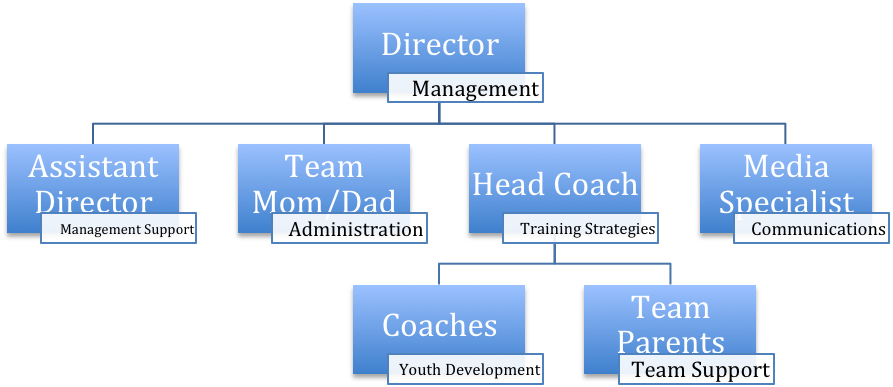 Director
Management
Assistant
Director
Management Support
Team
Mom/Dad
Administration
Head Coach
Training Strategies
Media
Specialist
Communications
Coaches
Youth Development
Team
Parents
Team Support